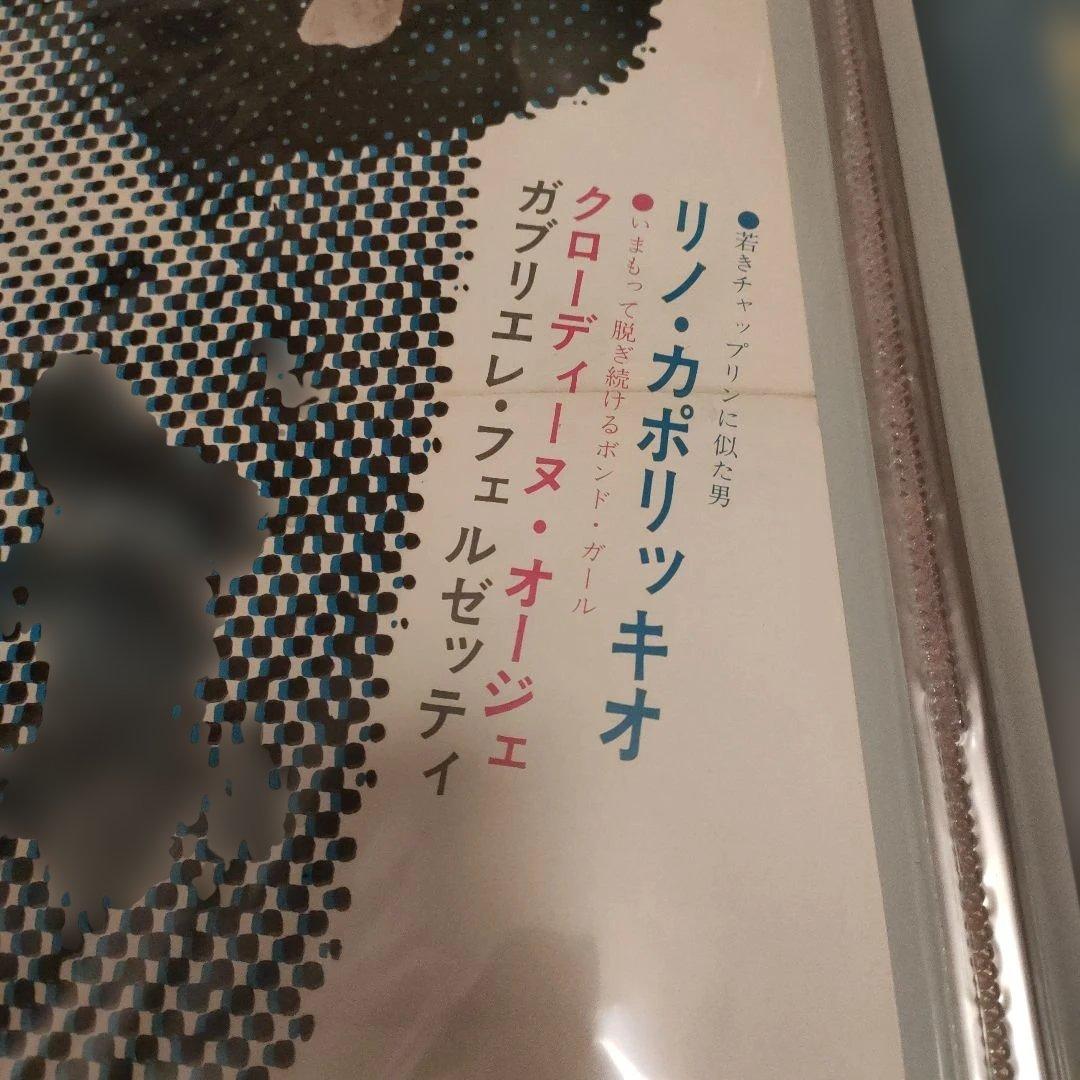 ●若きチャップリンに似た男
リノ・カポリッキオ
●いまもって脱ぎ続けるボンド・ガール
クローディーヌ・オージェ
ガブリエレ・フェルゼッティ